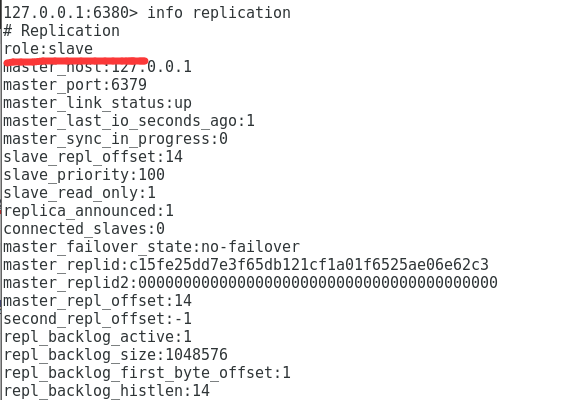 127.0.0.1:6380> info replication
# Replication
role:slave
master_host:127.0.0.1
master_port:6379
master_link_status:up
master_last_io_seconds_ago:1
master_sync_in_progress:0
slave_repl_offset:14
slave_priority:100
slave_read_only:1
replica_announced:1
connected_slaves:0
master_failover_state:no-failover
master_replid:c15fe25dd7e3f65db121cf1a01f6525ae06e62c3
master_replid2:0000000000000000000000000000000000000000
master_repl_offset:14
second_repl_offset:-1
repl_backlog_active:1
repl_backlog_size:1048576
repl_backlog_first_byte_offset:1
repl_backlog_histlen:14